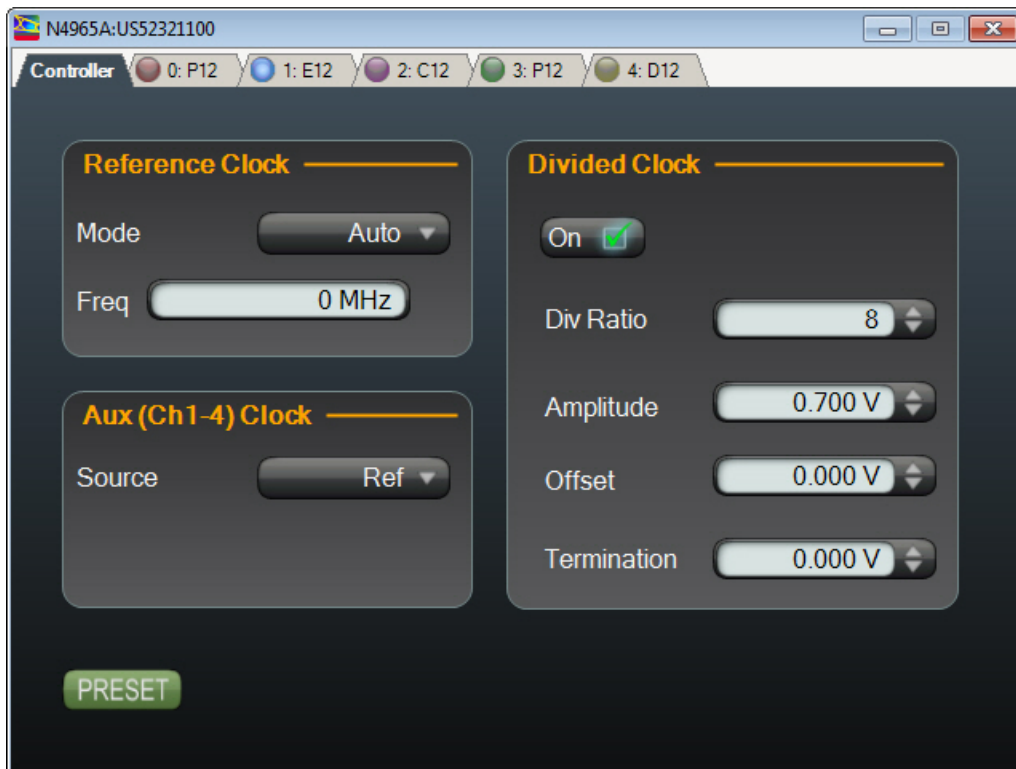 N4965A:US52321100
Controller 0: P12 1: E12 2: C12 3: P12 4: D12
Reference Clock
Mode Auto
Freq 0 MHz
Aux (Ch1-4) Clock
Source Ref
Divided Clock
On
Div Ratio 8
Amplitude 0.700 V
Offset 0.000 V
Termination 0.000 V
PRESET